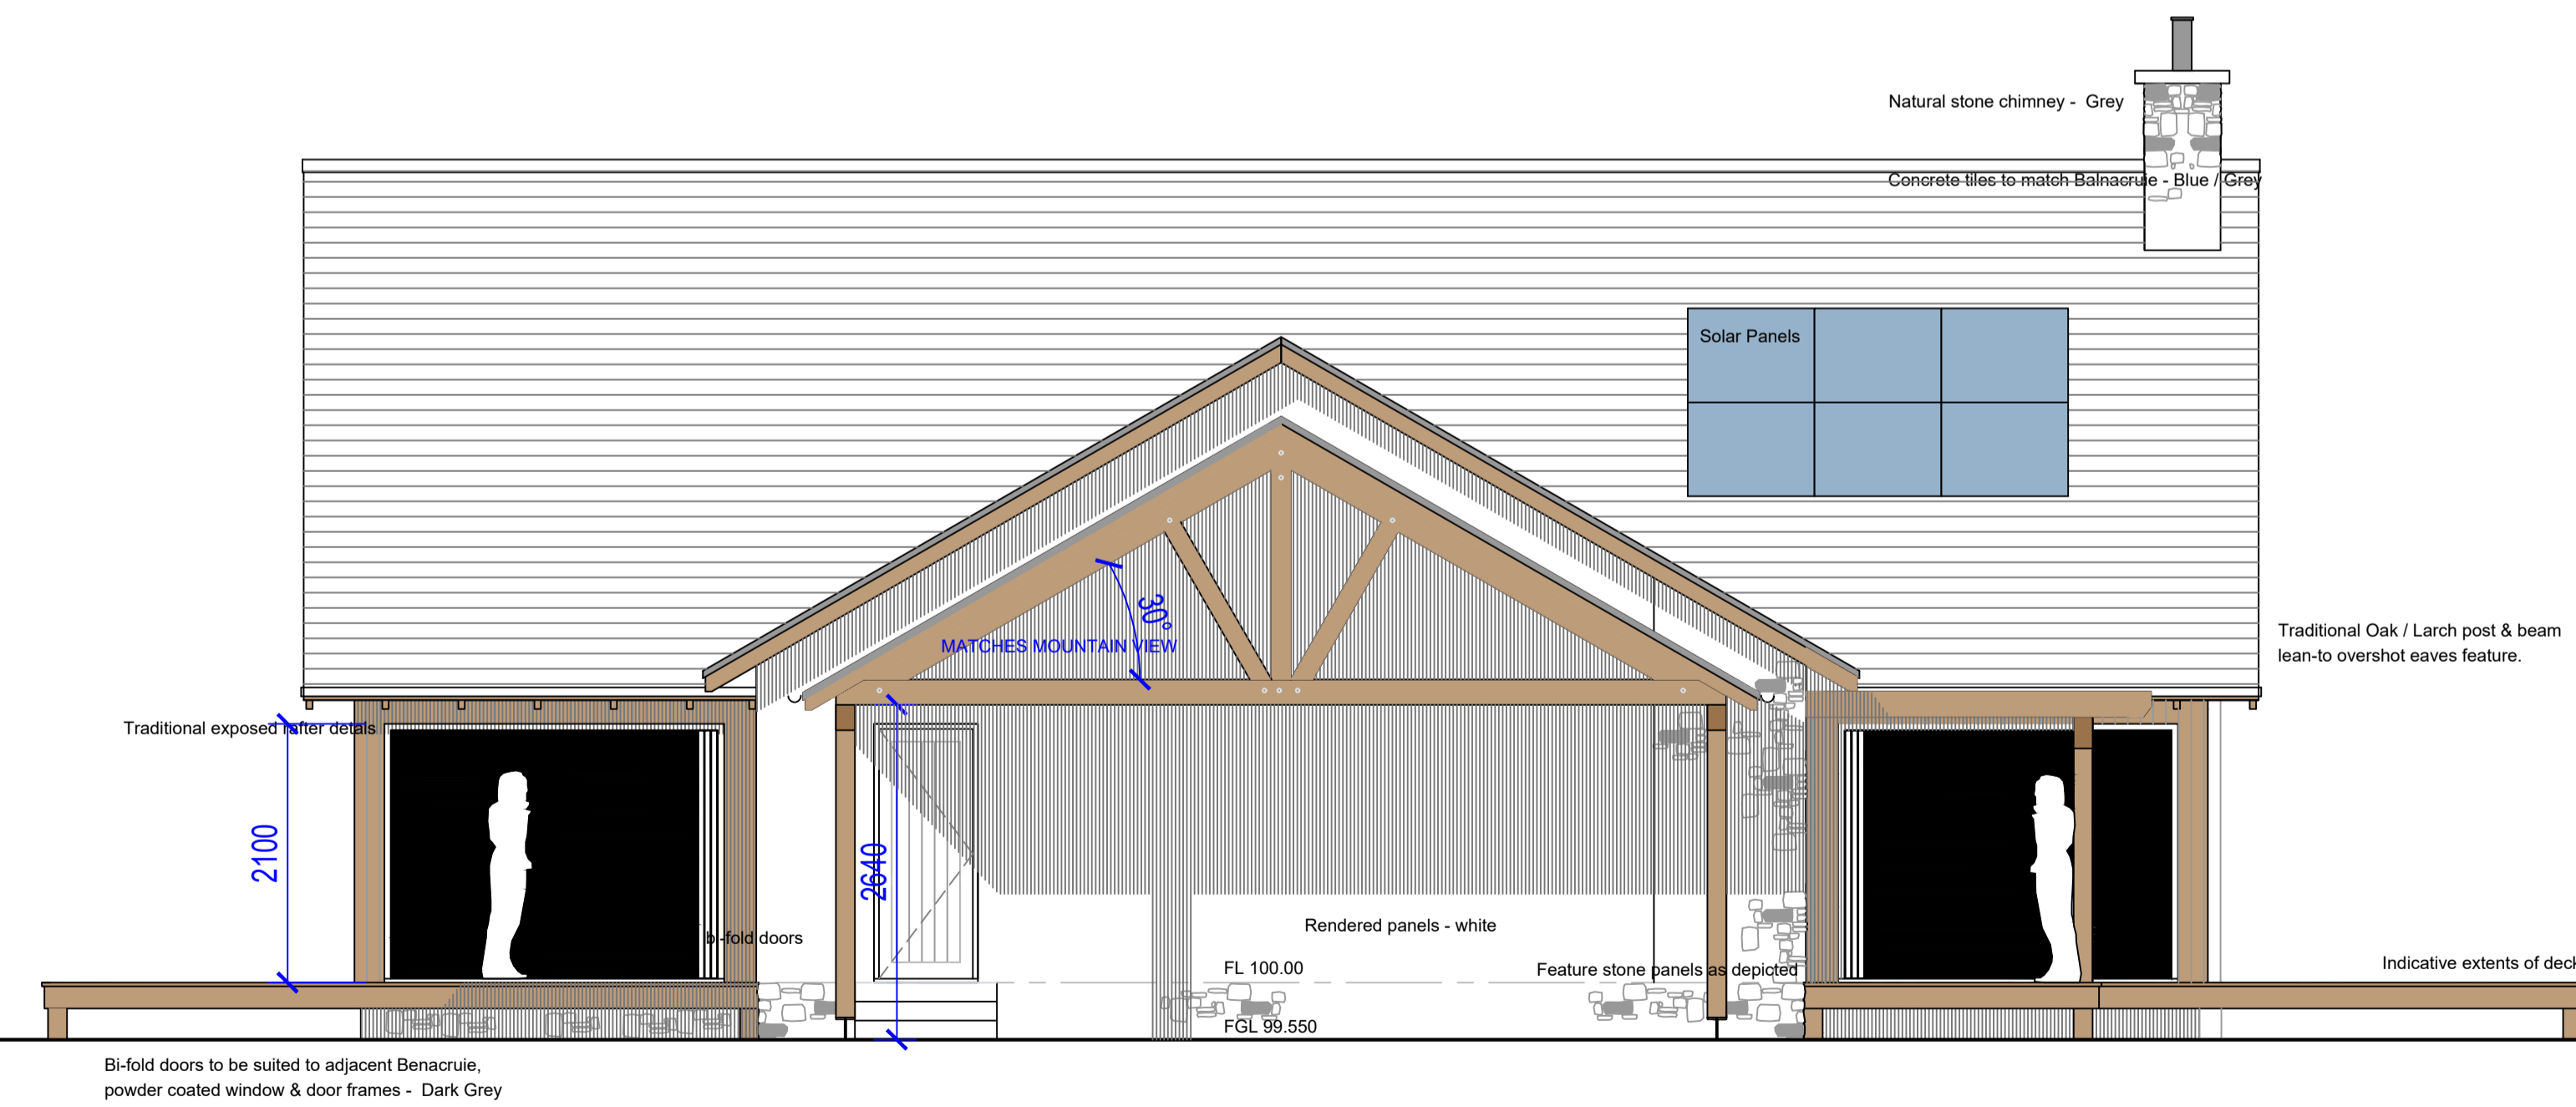 Natural stone chimney - Grey
Concrete tiles to match Balnacruie - Blue / Grey
Solar Panels
30°
MATCHES MOUNTAIN VIEW
Traditional Oak / Larch post & beam
lean-to overshot eaves feature.
Traditional exposed rafter detals
2100
2640
bi-fold doors
Rendered panels - white
FL 100.00
Feature stone panels as depicted
Indicative extents of deck
FGL 99.550
Bi-fold doors to be suited to adjacent Benacruie,
powder coated window & door frames - Dark Grey